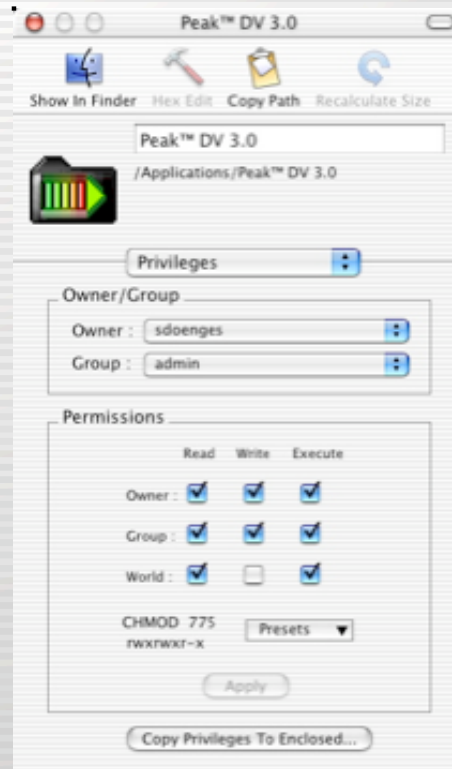 Peak™ DV 3.0
Show In Finder Hex Edit Copy Path Recalculate Size
Peak™ DV 3.0
/Applications/Peak™ DV 3.0
Privileges
Owner/Group
Owner : sdoenges
Group : admin
Permissions
Read Write Execute
Owner :
Group :
World :
CHMOD 775 Presets
rwxrwxr-x
Apply
Copy Privileges To Enclosed...